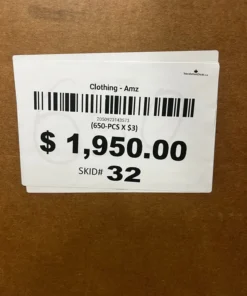 Clothing - Amz
(650-PCS X $3)
$ 1,950.00
SKID# 32